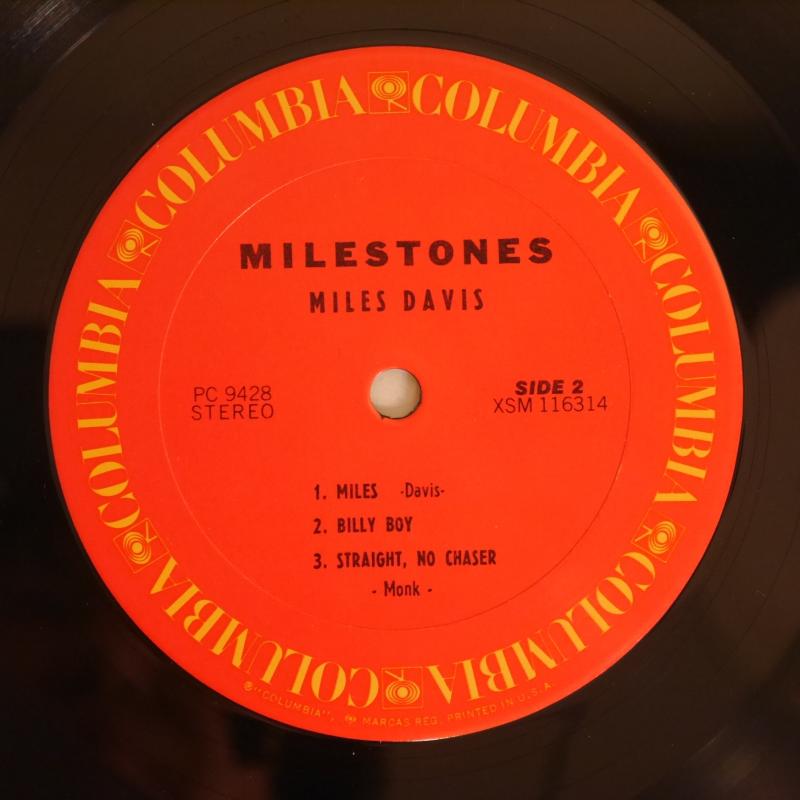 COLUMBIA COLUMBIA COLUMBIA COLUMBIA COLUMBIA COLUMBIA COLUMBIA
MILESTONES
MILES DAVIS
PC 9428
STEREO
SIDE 2
XSM 116314
1. MILES -Davis-
2. BILLY BOY
3. STRAIGHT, NO CHASER
- Monk -
℗"COLUMBIA", MARCAS REG. PRINTED IN U.S.A.